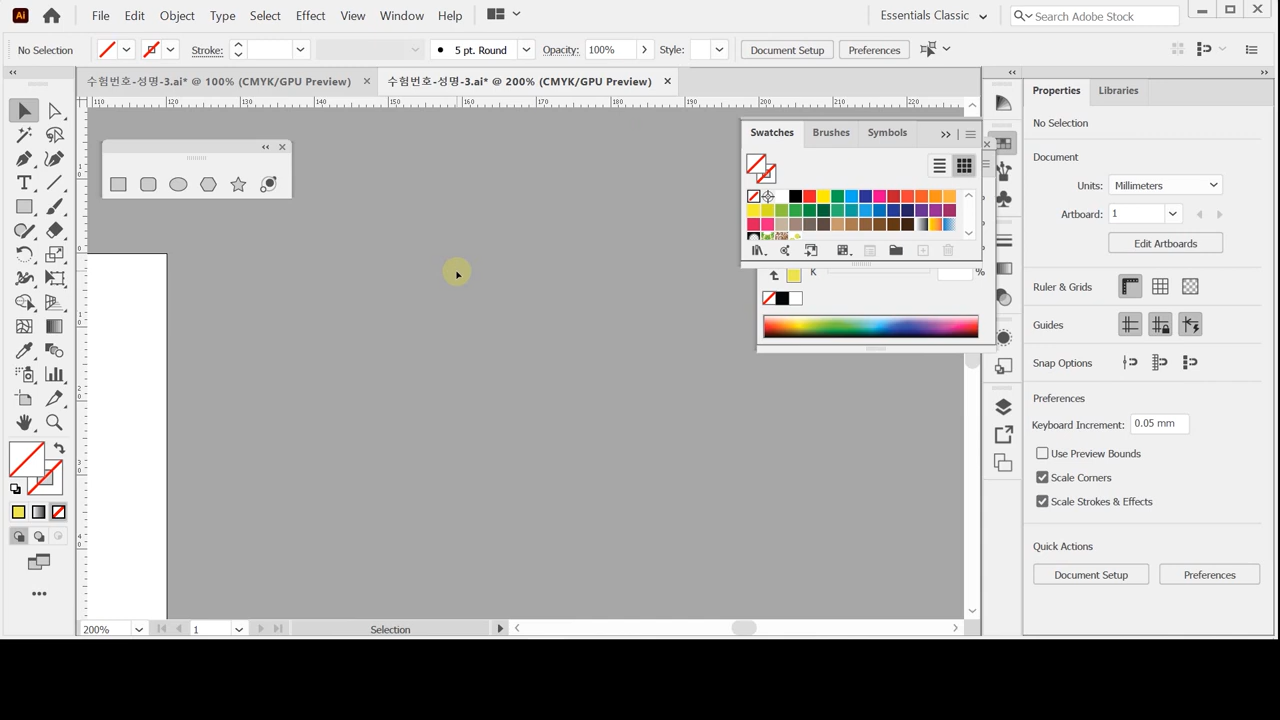 Ai File Edit Object Type Select Effect View Window Help Essentials Classic Search Adobe Stock
No Selection Stroke: 5 pt. Round Opacity: 100% Style: Document Setup Preferences
수험번호-성명-3.ai* @ 100% (CMYK/GPU Preview) 수험번호-성명-3.ai* @ 200% (CMYK/GPU Preview)
110 120 130 140 150 160 170 180 190 200 210 220
Swatches Brushes Symbols
K %
Properties Libraries
No Selection
Document
Units: Millimeters
Artboard: 1
Edit Artboards
Ruler & Grids
Guides
Snap Options
Preferences
Keyboard Increment: 0.05 mm
Use Preview Bounds
Scale Corners
Scale Strokes & Effects
Quick Actions
Document Setup Preferences
200% 1 Selection